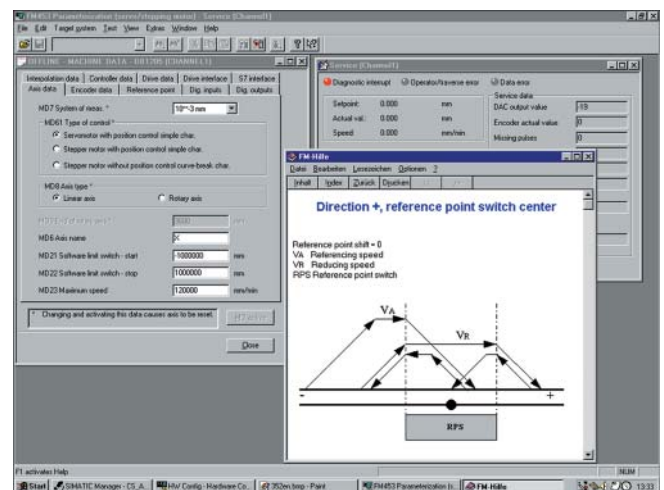 FM453 Parameterization (servo/stepping motor) - Service (Channel1)
File Edit Target system Test View Extras Window Help
OFFLINE - MACHINE DATA - DB1205 (CHANNEL1)
Interpolation data Controller data Drive data Drive interface S7 interface
Axis data Encoder data Reference point Dig. inputs Dig. outputs
MD7 System of meas. * 10^-3 mm
MD61 Type of control *
Servomotor with position control simple char.
Stepper motor with position control simple char.
Stepper motor without position control curve-break char.
MD8 Axis type *
Linear axis Rotary axis
3600
MD6 Axis name X
MD21 Software limit switch - start -1000000 mm
MD22 Software limit switch - stop 1000000 mm
MD23 Maximum speed 120000 mm/min
* Changing and activating this data causes axis to be reset.
Close
Service (Channel1)
Diagnostic interrupt Operator/traverse error Data error
Setpoint: 0.000 mm
Actual val.: 0.000 mm
Speed 0.000 mm/min
Service data
DAC output value -19
Encoder actual value 0
Missing pulses 0
FM-Hilfe
Datei Bearbeiten Lesezeichen Optionen ?
Inhalt Index Zurück Drucken << >>
Direction +, reference point switch center
Reference point shift = 0
VA Referencing speed
VR Reducing speed
RPS Reference point switch
VA
VR
- +
RPS
F1 activates Help NUM
Start SIMATIC Manager - CS_A... HW Config - Hardware Co... 352en.bmp - Paint FM453 Parameterization (s... FM-Hilfe 13:33